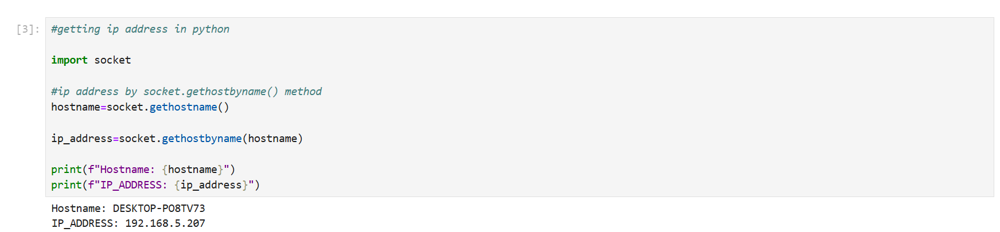 [3]: #getting ip address in python
import socket
#ip address by socket.gethostbyname() method
hostname=socket.gethostname()
ip_address=socket.gethostbyname(hostname)
print(f"Hostname: {hostname}")
print(f"IP_ADDRESS: {ip_address}")
Hostname: DESKTOP-PO8TV73
IP_ADDRESS: 192.168.5.207